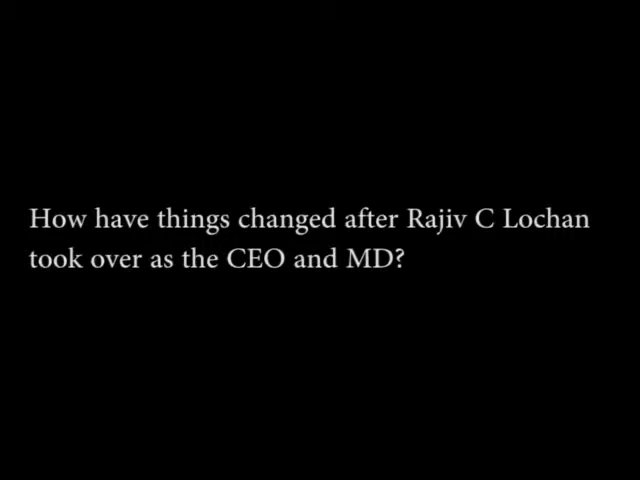 How have things changed after Rajiv C Lochan
took over as the CEO and MD?